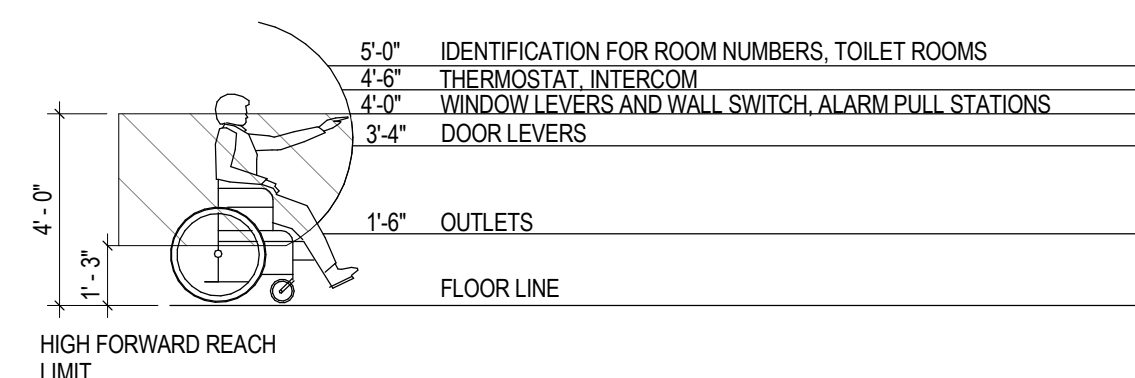 5'-0" IDENTIFICATION FOR ROOM NUMBERS, TOILET ROOMS
4'-6" THERMOSTAT, INTERCOM
4'-0" WINDOW LEVERS AND WALL SWITCH, ALARM PULL STATIONS
3'-4" DOOR LEVERS
4' - 0"
1'-6" OUTLETS
1' - 3"
FLOOR LINE
HIGH FORWARD REACH
LIMIT